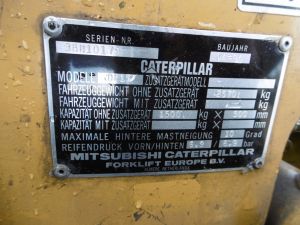 SERIEN-NR. BAUJAHR
CATERPILLAR
MODELL ZUSATZGERÄTMODELL
FAHRZEUGGEWICHT OHNE ZUSATZGERÄT kg
FAHRZEUGGEWICHT MIT ZUSATZGERÄT kg
KAPAZITÄT OHNE ZUSATZGERÄT 1500 kg x 500 mm
KAPAZITÄT MIT ZUSATZGERÄT kg x mm
MAXIMALE HINTERE MASTNEIGUNG 10 Grad
REIFENDRUCK VORN/HINTEN bar
MITSUBISHI CATERPILLAR
FORKLIFT EUROPE B.V.
ALMERE NETHERLANDS